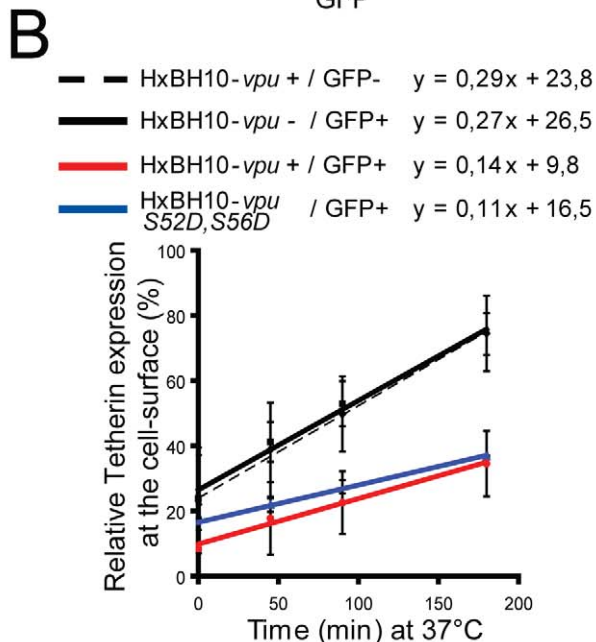 GFP
B
HxBH10-vpu + / GFP- y = 0,29x + 23,8
HxBH10-vpu - / GFP+ y = 0,27x + 26,5
HxBH10-vpu + / GFP+ y = 0,14x + 9,8
HxBH10-vpu / GFP+ y = 0,11x + 16,5
S52D,S56D
Relative Tetherin expression
at the cell-surface (%)
100
80
60
40
20
0
0 50 100 150 200
Time (min) at 37°C